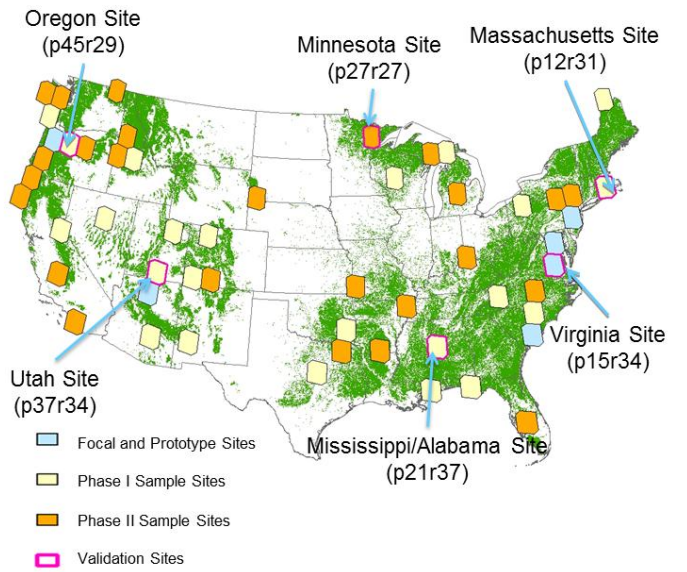 Oregon Site
(p45r29)
Minnesota Site
(p27r27)
Massachusetts Site
(p12r31)
Utah Site
(p37r34)
Mississippi/Alabama Site
(p21r37)
Virginia Site
(p15r34)
Focal and Prototype Sites
Phase I Sample Sites
Phase II Sample Sites
Validation Sites